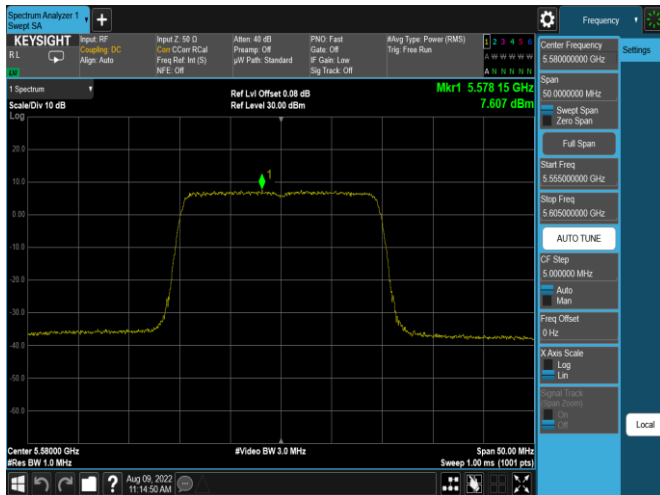 Spectrum Analyzer 1
Swept SA
Frequency
KEYSIGHT
R L
LXI
Input: RF
Coupling: DC
Align: Auto
Input Z: 50 Ω
Corr CCorr RCal
Freq Ref: Int (S)
NFE: Off
Atten: 40 dB
Preamp: Off
µW Path: Standard
PNO: Fast
Gate: Off
IF Gain: Low
Sig Track: Off
#Avg Type: Power (RMS)
Trig: Free Run
1 2 3 4 5 6
A W W W W W
A N N N N N
1 Spectrum
Scale/Div 10 dB
Log
Ref Lvl Offset 0.08 dB
Ref Level 30.00 dBm
Mkr1 5.578 15 GHz
7.607 dBm
1
20.0
10.0
0.00
-10.0
-20.0
-30.0
-40.0
-50.0
-60.0
Center 5.58000 GHz
#Res BW 1.0 MHz
#Video BW 3.0 MHz
Span 50.00 MHz
Sweep 1.00 ms (1001 pts)
Aug 09, 2022
11:14:50 AM
Center Frequency
5.580000000 GHz
Span
50.0000000 MHz
Swept Span
Zero Span
Full Span
Start Freq
5.555000000 GHz
Stop Freq
5.605000000 GHz
AUTO TUNE
CF Step
5.000000 MHz
Auto
Man
Freq Offset
0 Hz
X Axis Scale
Log
Lin
Signal Track
(Span Zoom)
On
Off
Settings
Local